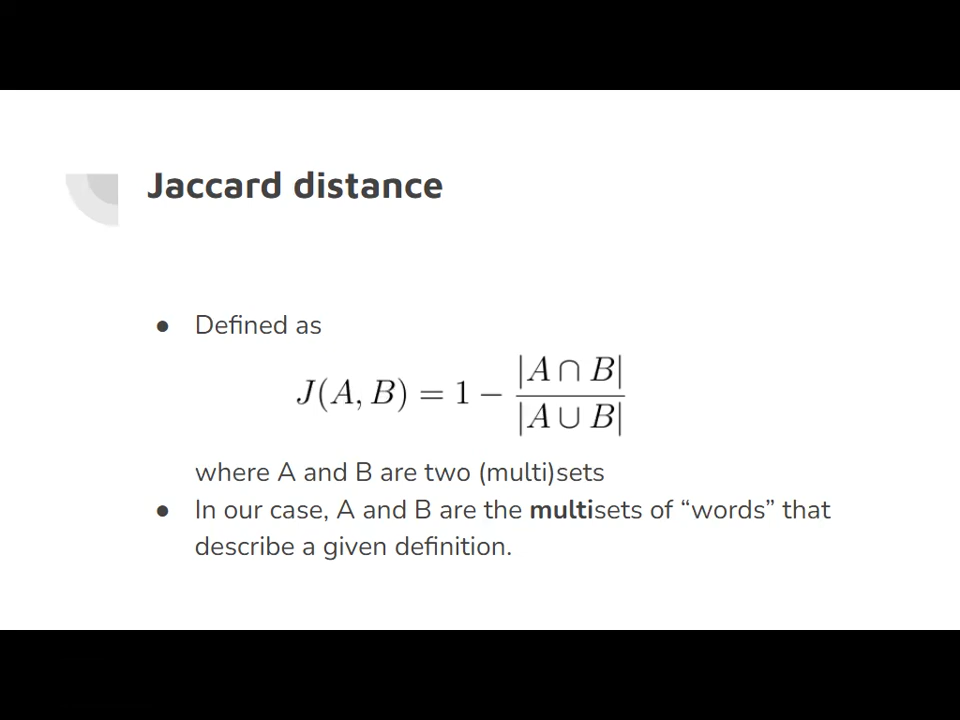 Jaccard distance
● Defined as
J(A, B) = 1 − |A ∩ B| / |A ∪ B|
where A and B are two (multi)sets
● In our case, A and B are the multisets of “words” that
describe a given definition.